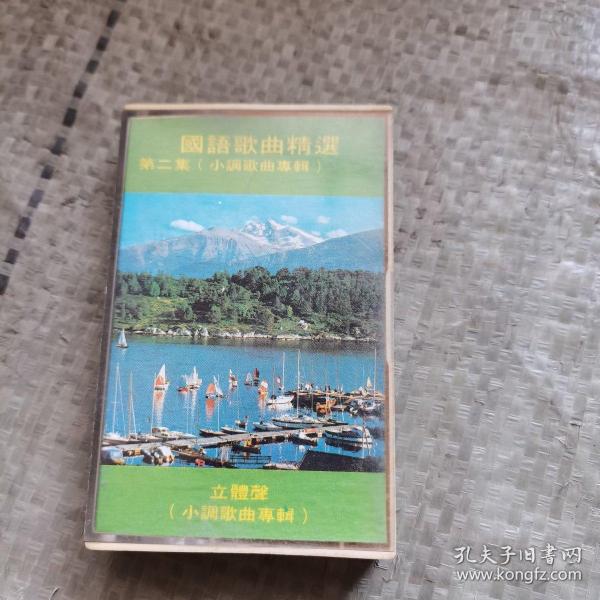 國語歌曲精選
第二集(小調歌曲專輯)
立體聲
(小調歌曲專輯)
孔夫子旧书网
www.kongfz.com